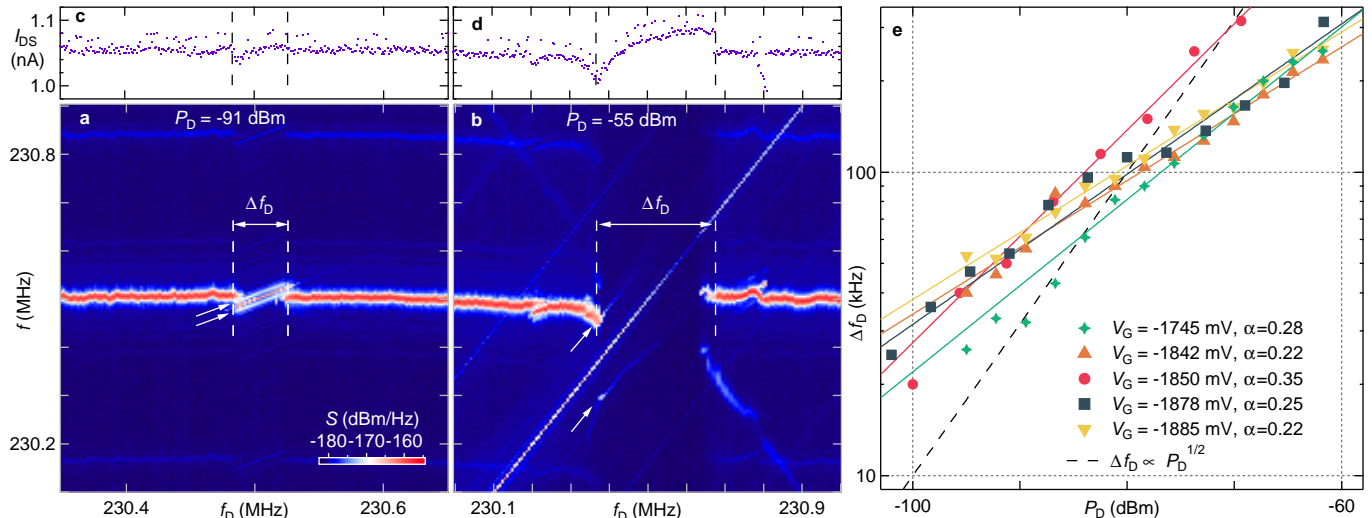 c
d
e
1.1
I_DS
(nA)
1.0
a
P_D = -91 dBm
b
P_D = -55 dBm
230.8
Δf_D
Δf_D
f (MHz)
S (dBm/Hz)
-180 -170 -160
230.2
230.4
f_D (MHz)
230.6
230.1
f_D (MHz)
230.9
100
Δf_D (kHz)
10
V_G = -1745 mV, α=0.28
V_G = -1842 mV, α=0.22
V_G = -1850 mV, α=0.35
V_G = -1878 mV, α=0.25
V_G = -1885 mV, α=0.22
Δf_D ∝ P_D^1/2
-100
P_D (dBm)
-60